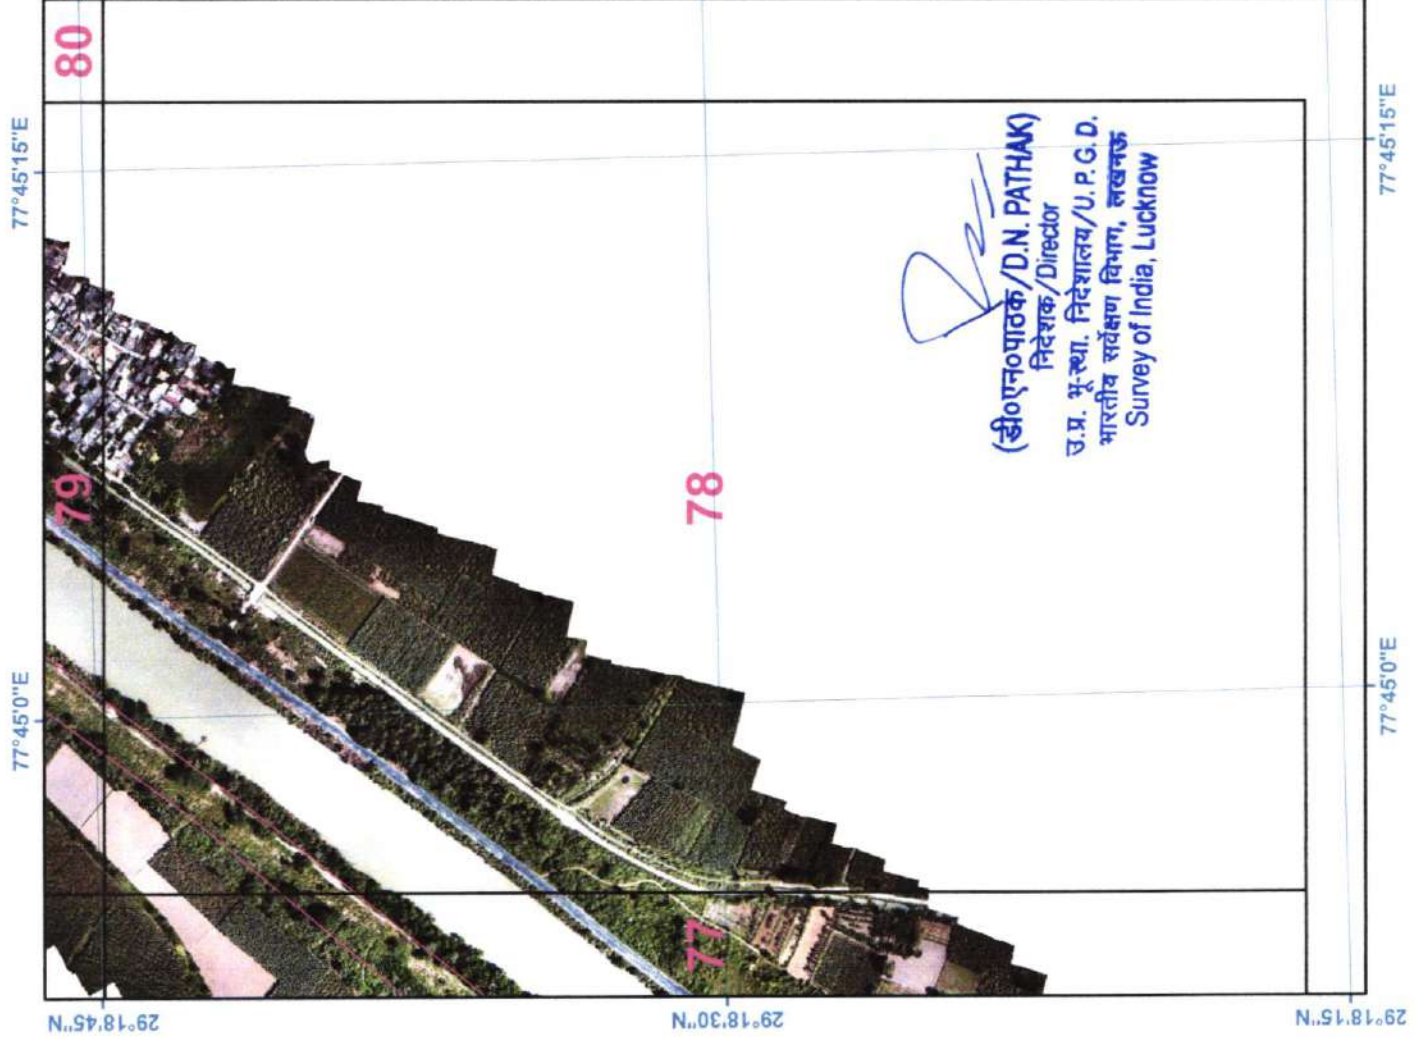 80
77°45'15"E
79
77°45'0"E
78
77
(डी०एन०पाठक/D.N. PATHAK)
निदेशक/Director
उ.प्र. भू-स्था. निदेशालय/U.P.G.D.
भारतीय सर्वेक्षण विभाग, लखनऊ
Survey of India, Lucknow
77°45'15"E
77°45'0"E
29°18'45"N
29°18'30"N
29°18'15"N